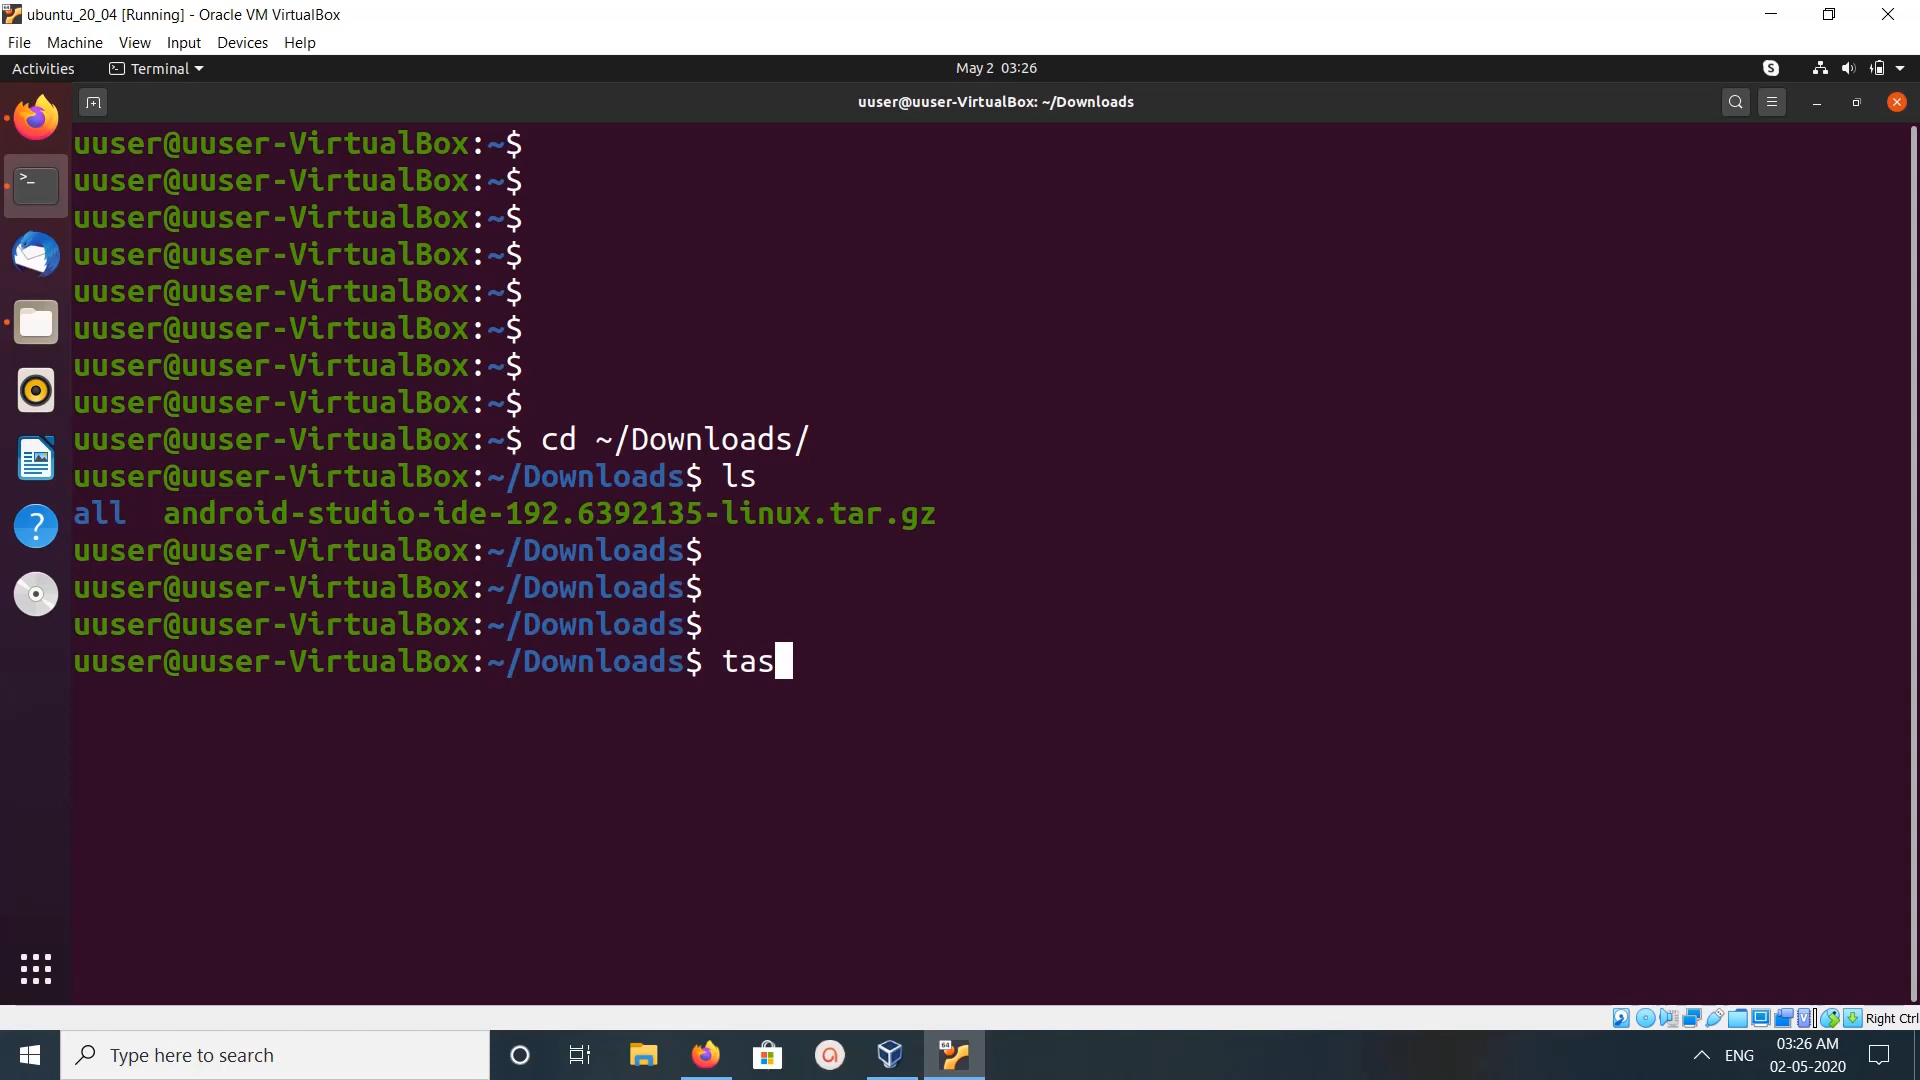 ubuntu_20_04 [Running] - Oracle VM VirtualBox
File Machine View Input Devices Help
Activities Terminal May 2 03:26
uuser@uuser-VirtualBox: ~/Downloads
uuser@uuser-VirtualBox:~$
uuser@uuser-VirtualBox:~$
uuser@uuser-VirtualBox:~$
uuser@uuser-VirtualBox:~$
uuser@uuser-VirtualBox:~$
uuser@uuser-VirtualBox:~$
uuser@uuser-VirtualBox:~$
uuser@uuser-VirtualBox:~$
uuser@uuser-VirtualBox:~$ cd ~/Downloads/
uuser@uuser-VirtualBox:~/Downloads$ ls
all android-studio-ide-192.6392135-linux.tar.gz
uuser@uuser-VirtualBox:~/Downloads$
uuser@uuser-VirtualBox:~/Downloads$
uuser@uuser-VirtualBox:~/Downloads$
uuser@uuser-VirtualBox:~/Downloads$ tas
Right Ctrl
Type here to search
ENG
03:26 AM
02-05-2020